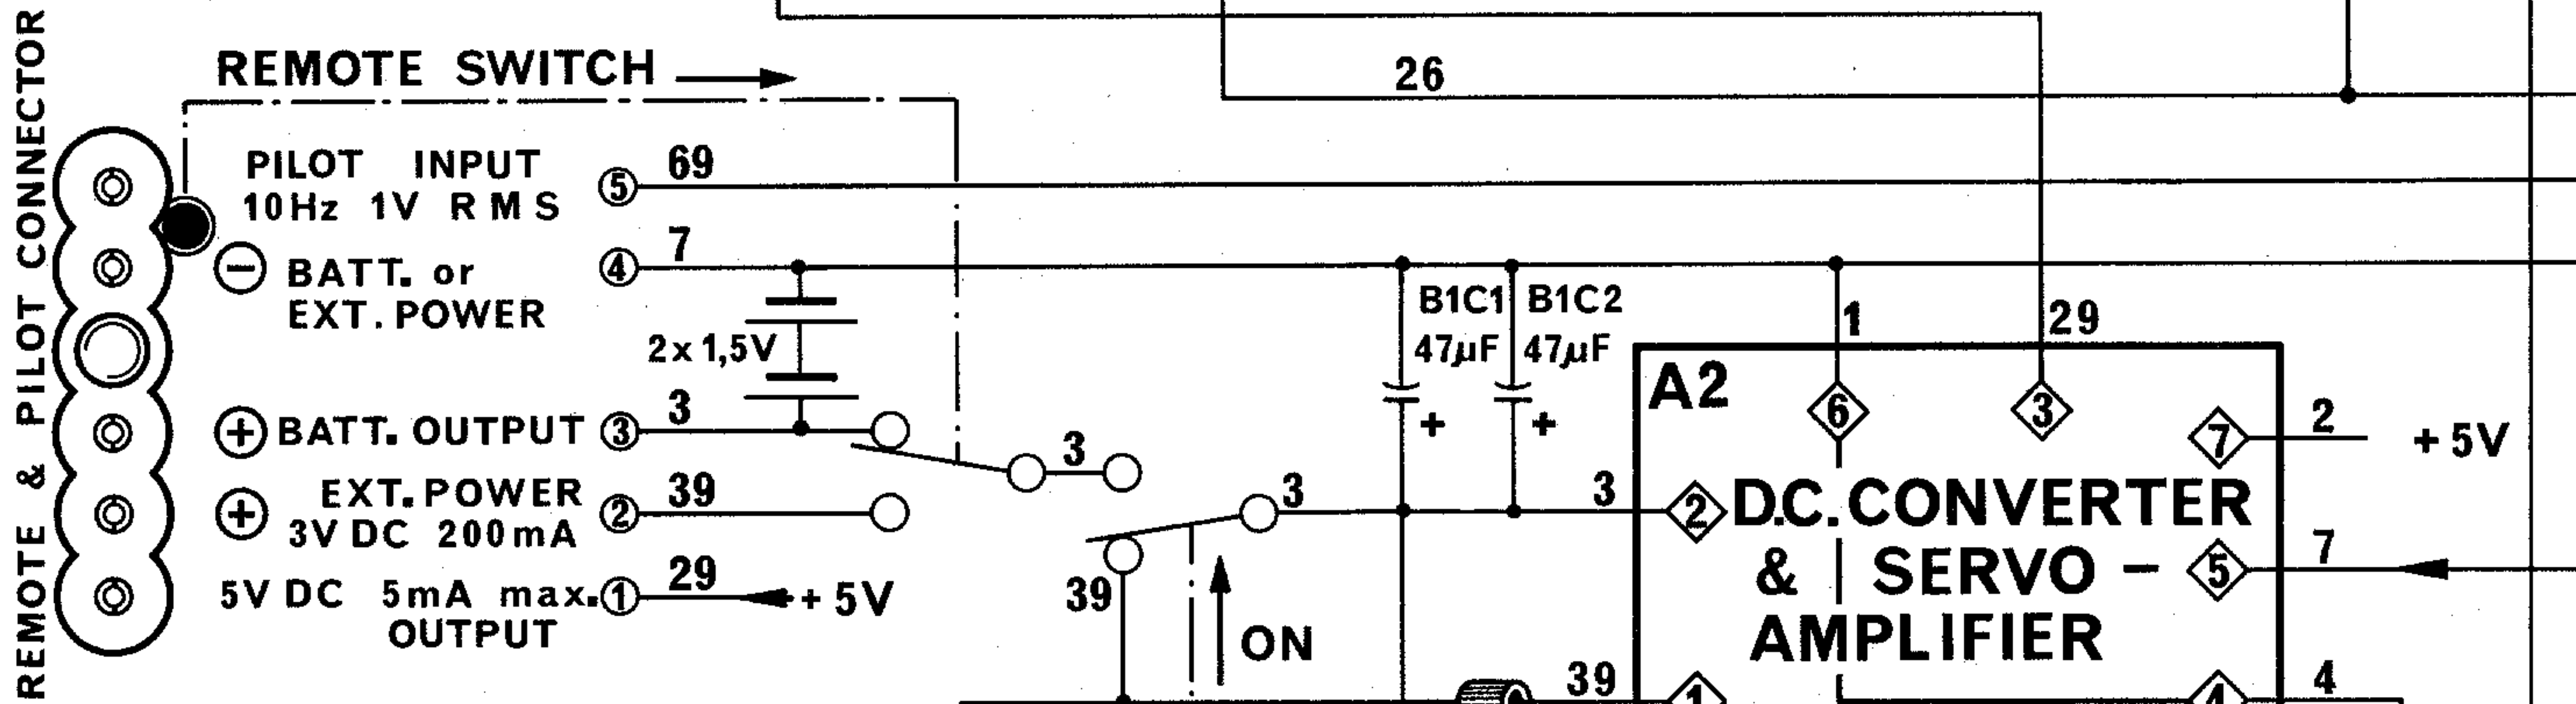 REMOTE & PILOT CONNECTOR
REMOTE SWITCH
26
PILOT INPUT
10Hz 1V RMS
5
69
− BATT. or
EXT. POWER
4
7
2x1,5V
+ BATT. OUTPUT
3
3
3
+ EXT. POWER
3V DC 200mA
2
39
5V DC 5mA max.
OUTPUT
1
29
+ 5V
39
ON
3
B1C1
47µF
+
B1C2
47µF
+
1
29
A2
6
3
7
2
+5V
3
2
D.C. CONVERTER
& SERVO -
AMPLIFIER
5
7
39
1
4
4